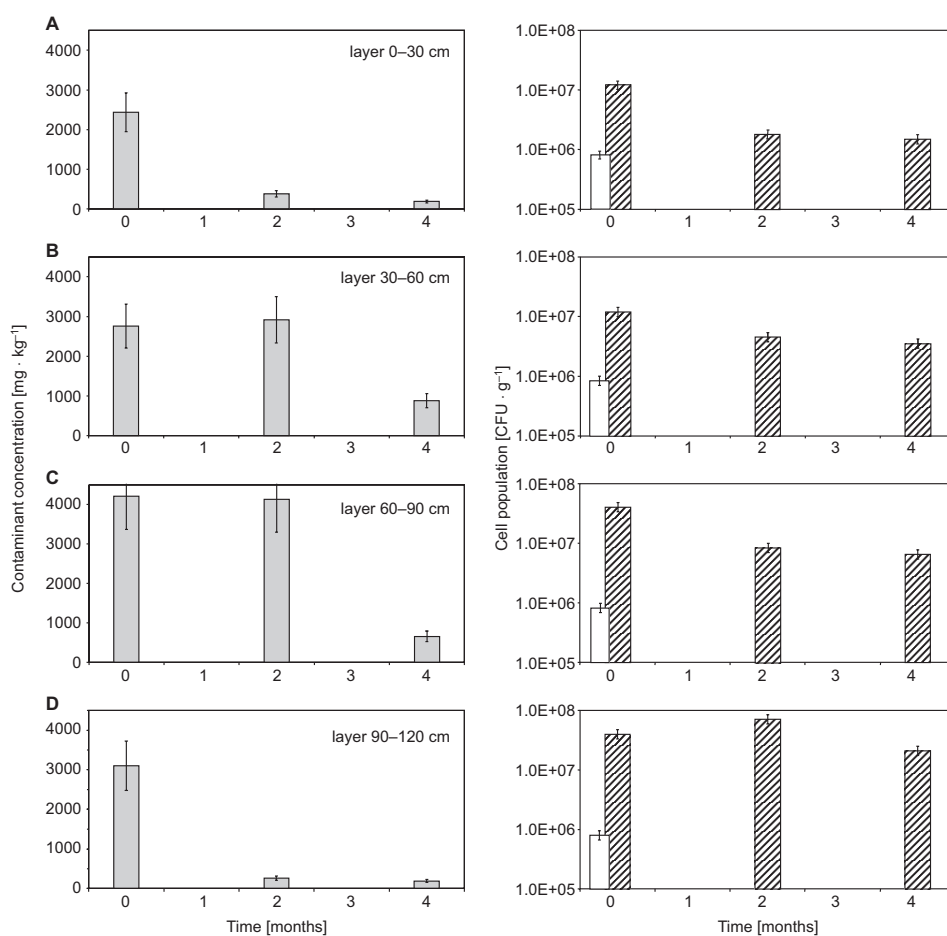 A
layer 0–30 cm
4000
3000
2000
1000
0
0 1 2 3 4
1.0E+08
1.0E+07
1.0E+06
1.0E+05
0 1 2 3 4
B
layer 30–60 cm
4000
3000
2000
1000
0
0 1 2 3 4
1.0E+08
1.0E+07
1.0E+06
1.0E+05
0 1 2 3 4
Contaminant concentration [mg · kg⁻¹]
Cell population [CFU · g⁻¹]
C
layer 60–90 cm
4000
3000
2000
1000
0
0 1 2 3 4
1.0E+08
1.0E+07
1.0E+06
1.0E+05
0 1 2 3 4
D
layer 90–120 cm
4000
3000
2000
1000
0
0 1 2 3 4
Time [months]
1.0E+08
1.0E+07
1.0E+06
1.0E+05
0 1 2 3 4
Time [months]